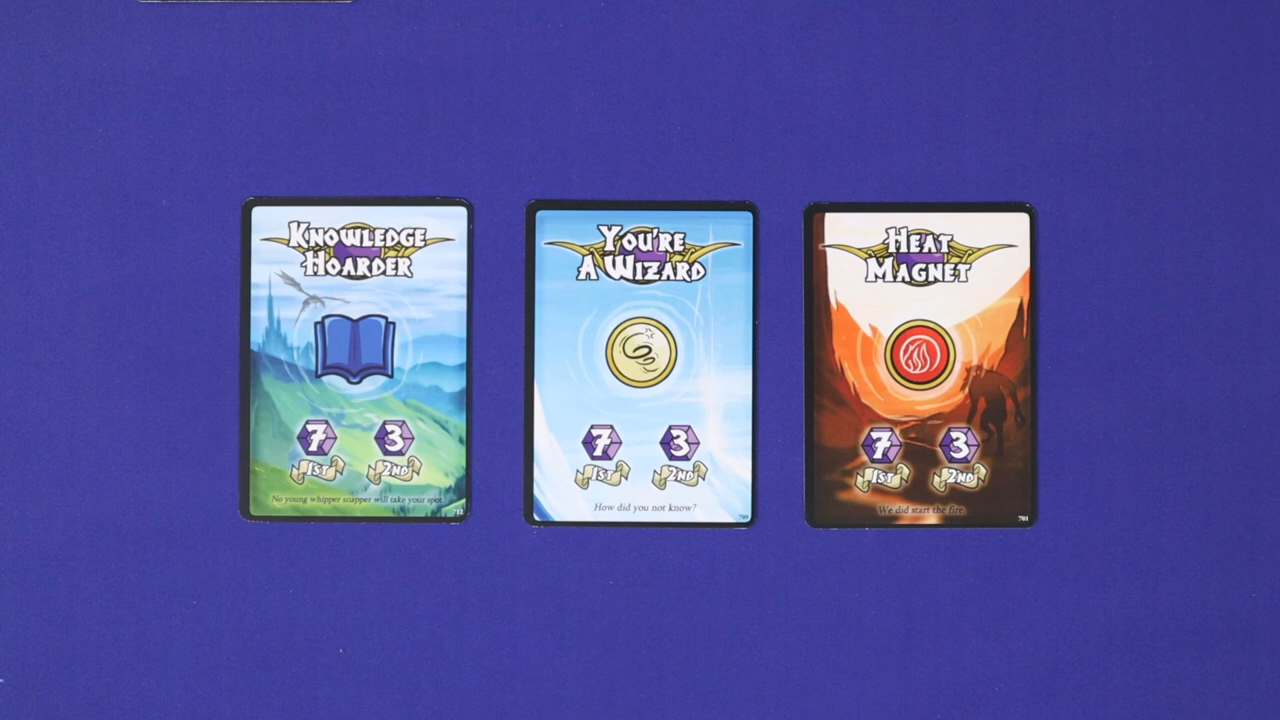 KNOWLEDGE
HOARDER
7 3
1ST 2ND
No young whipper snapper will take your spot.
YOU'RE
A WIZARD
7 3
1ST 2ND
How did you not know?
HEAT
MAGNET
7 3
1ST 2ND
We did start the fire.
701